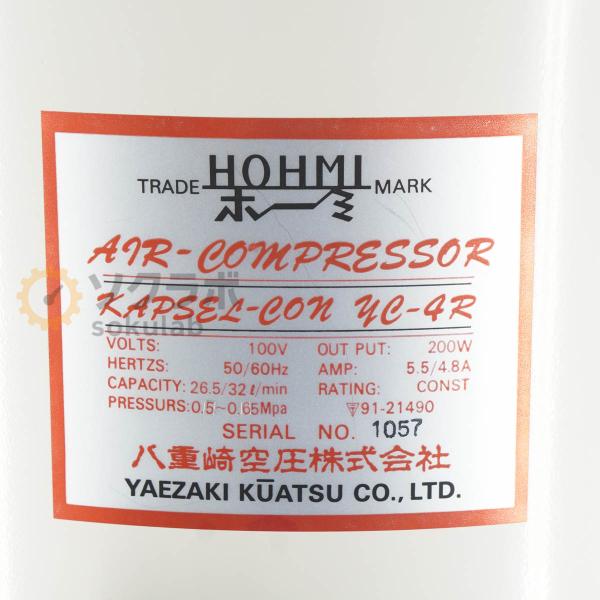 HOHMI
TRADE ホーミ MARK
AIR-COMPRESSOR
ソクラボ
KAPSEL-CON YC-4R
sokulab
VOLTS: 100V OUT PUT: 200W
HERTZS: 50/60Hz AMP: 5.5/4.8A
CAPACITY: 26.5/32ℓ/min RATING: CONST
PRESSURS: 0.5~0.65Mpa 91-21490
SERIAL NO. 1057
八重崎空圧株式会社
YAEZAKI KŪATSU CO., LTD.